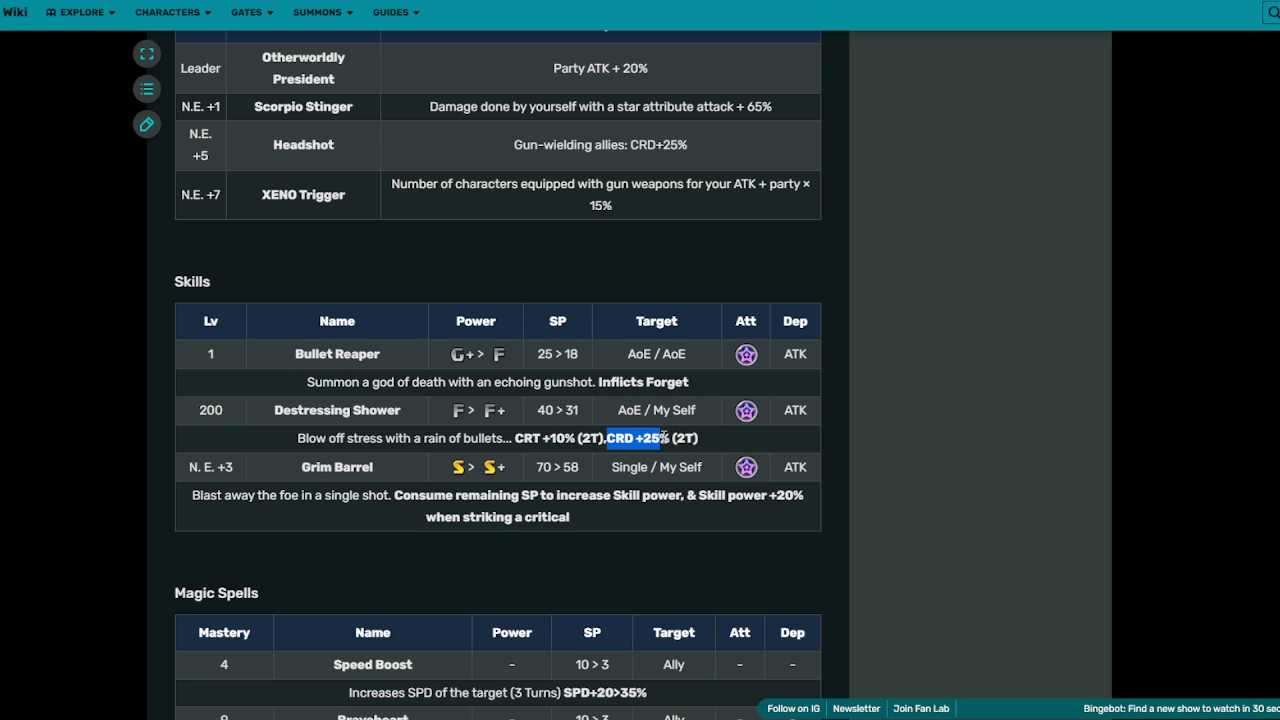 Wiki EXPLORE CHARACTERS GATES SUMMONS GUIDES
Leader Otherworldly President Party ATK + 20%
N.E. +1 Scorpio Stinger Damage done by yourself with a star attribute attack + 65%
N.E. +5 Headshot Gun-wielding allies: CRD+25%
N.E. +7 XENO Trigger Number of characters equipped with gun weapons for your ATK + party × 15%
Skills
Lv Name Power SP Target Att Dep
1 Bullet Reaper G+ > F 25 > 18 AoE / AoE ATK
Summon a god of death with an echoing gunshot. Inflicts Forget
200 Destressing Shower F > F+ 40 > 31 AoE / My Self ATK
Blow off stress with a rain of bullets... CRT +10% (2T),CRD +25% (2T)
N. E. +3 Grim Barrel S > S+ 70 > 58 Single / My Self ATK
Blast away the foe in a single shot. Consume remaining SP to increase Skill power, & Skill power +20%
when striking a critical
Magic Spells
Mastery Name Power SP Target Att Dep
4 Speed Boost - 10 > 3 Ally - -
Increases SPD of the target (3 Turns) SPD+20>35%
9 Braveheart - 10 > 3 Ally - -
Follow on IG Newsletter Join Fan Lab Bingebot: Find a new show to watch in 30 sec